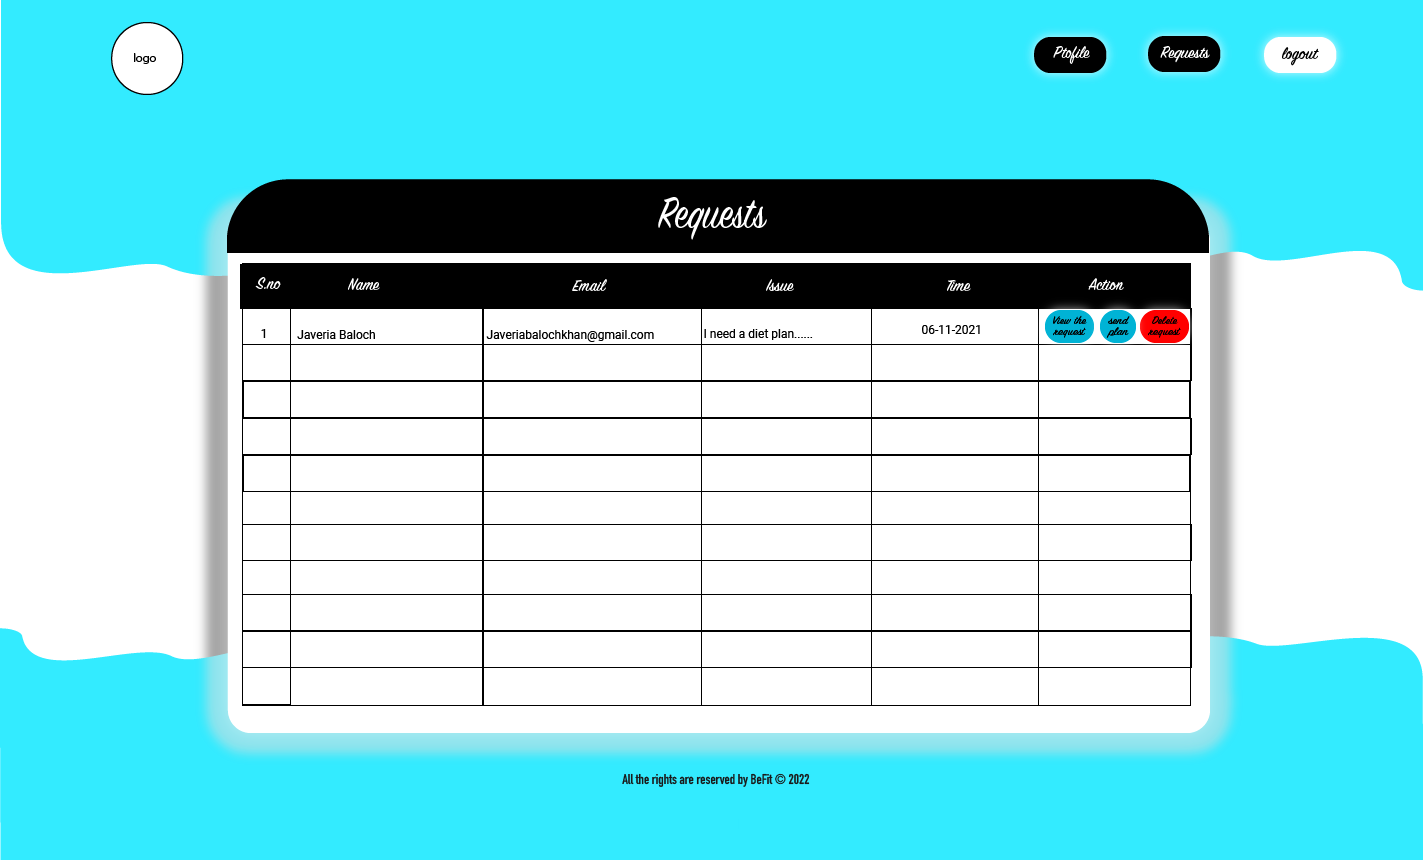 logo
Ptofile
Requests
logout
Requests
S.no Name Email Issue Time Action
1 Javeria Baloch Javeriabalochkhan@gmail.com I need a diet plan...... 06-11-2021
View the
request
send
plan
Delete
request
All the rights are reserved by BeFit © 2022